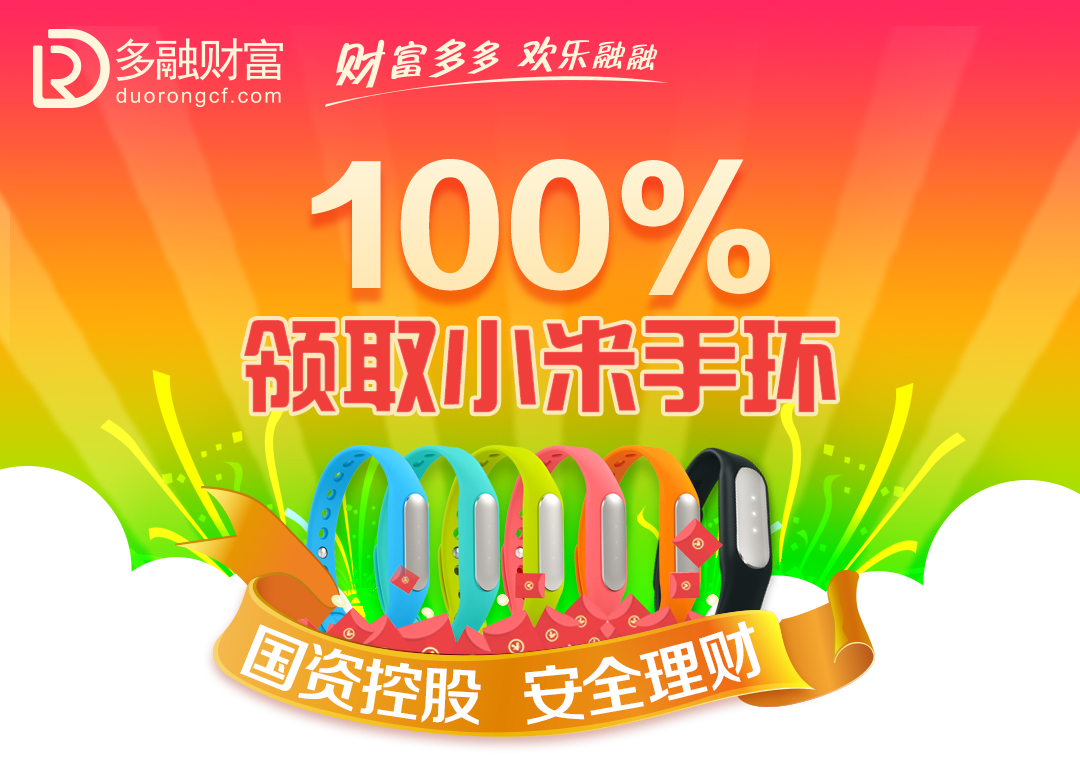 多融财富
duorongcf.com
财富多多 欢乐融融
100%
领取小米手环
国资控股 安全理财